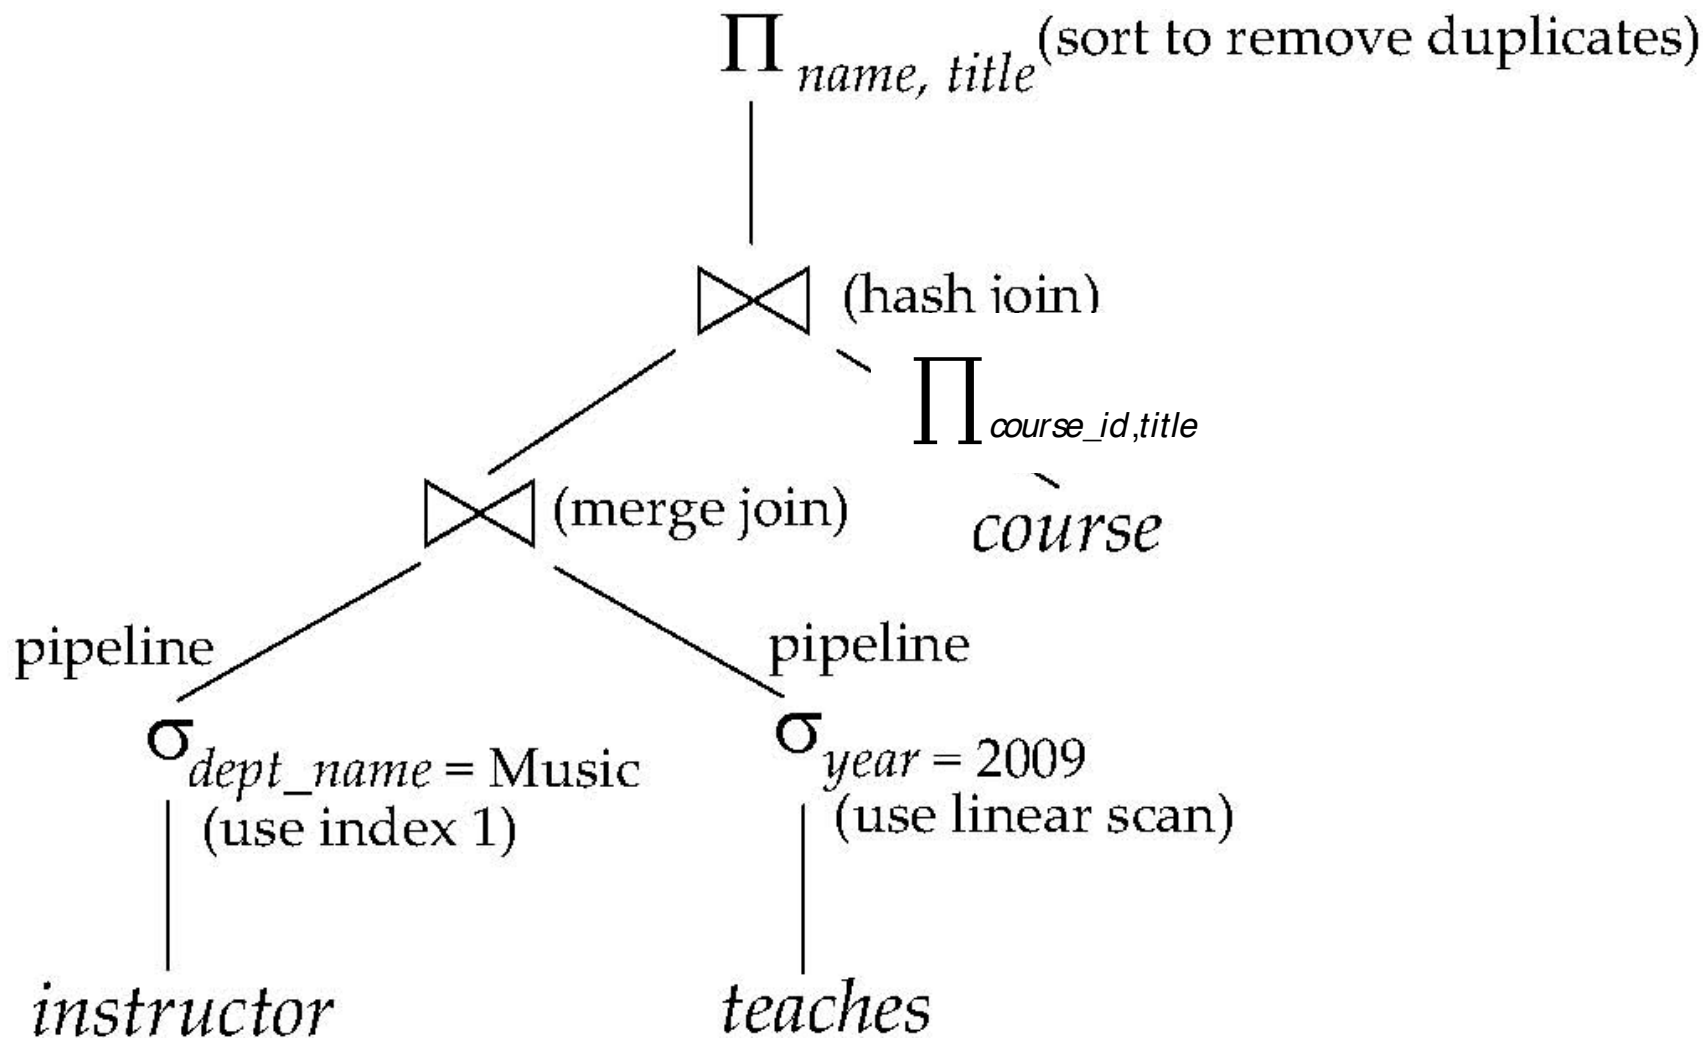 Π name, title (sort to remove duplicates)
(hash join)
∏ course_id,title
(merge join)
course
pipeline
pipeline
σ dept_name = Music
(use index 1)
σ year = 2009
(use linear scan)
instructor
teaches